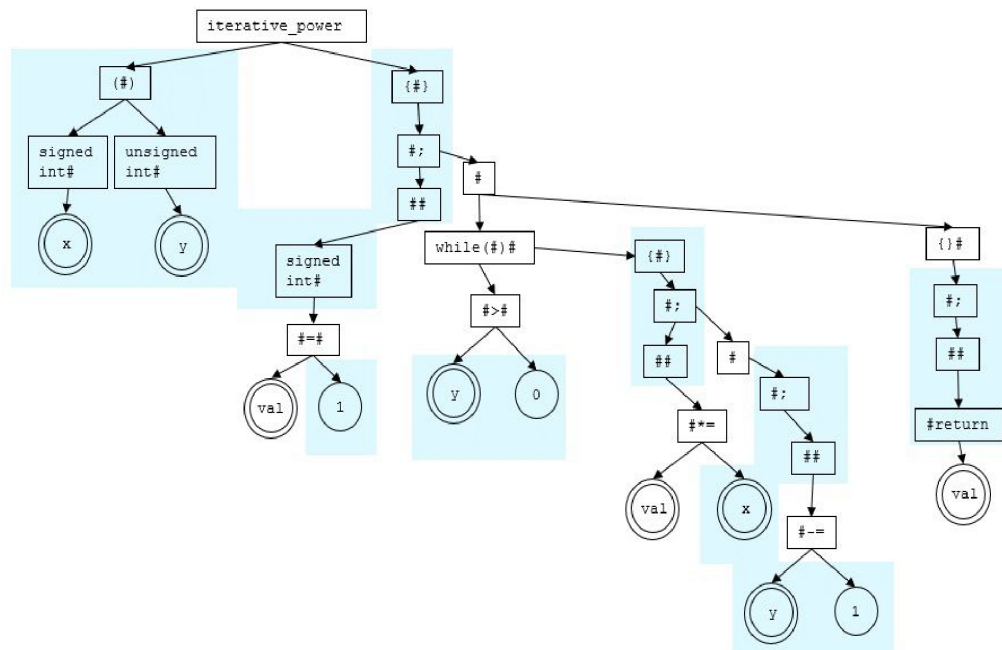 iterative_power
(#)
{#}
signed
int#
unsigned
int#
#;
#
##
x
y
while(#)#
{}#
signed
int#
{#}
#>#
#;
#;
#=#
#
##
##
val
1
y
0
#;
#*=
#return
##
val
x
val
#-=
y
1